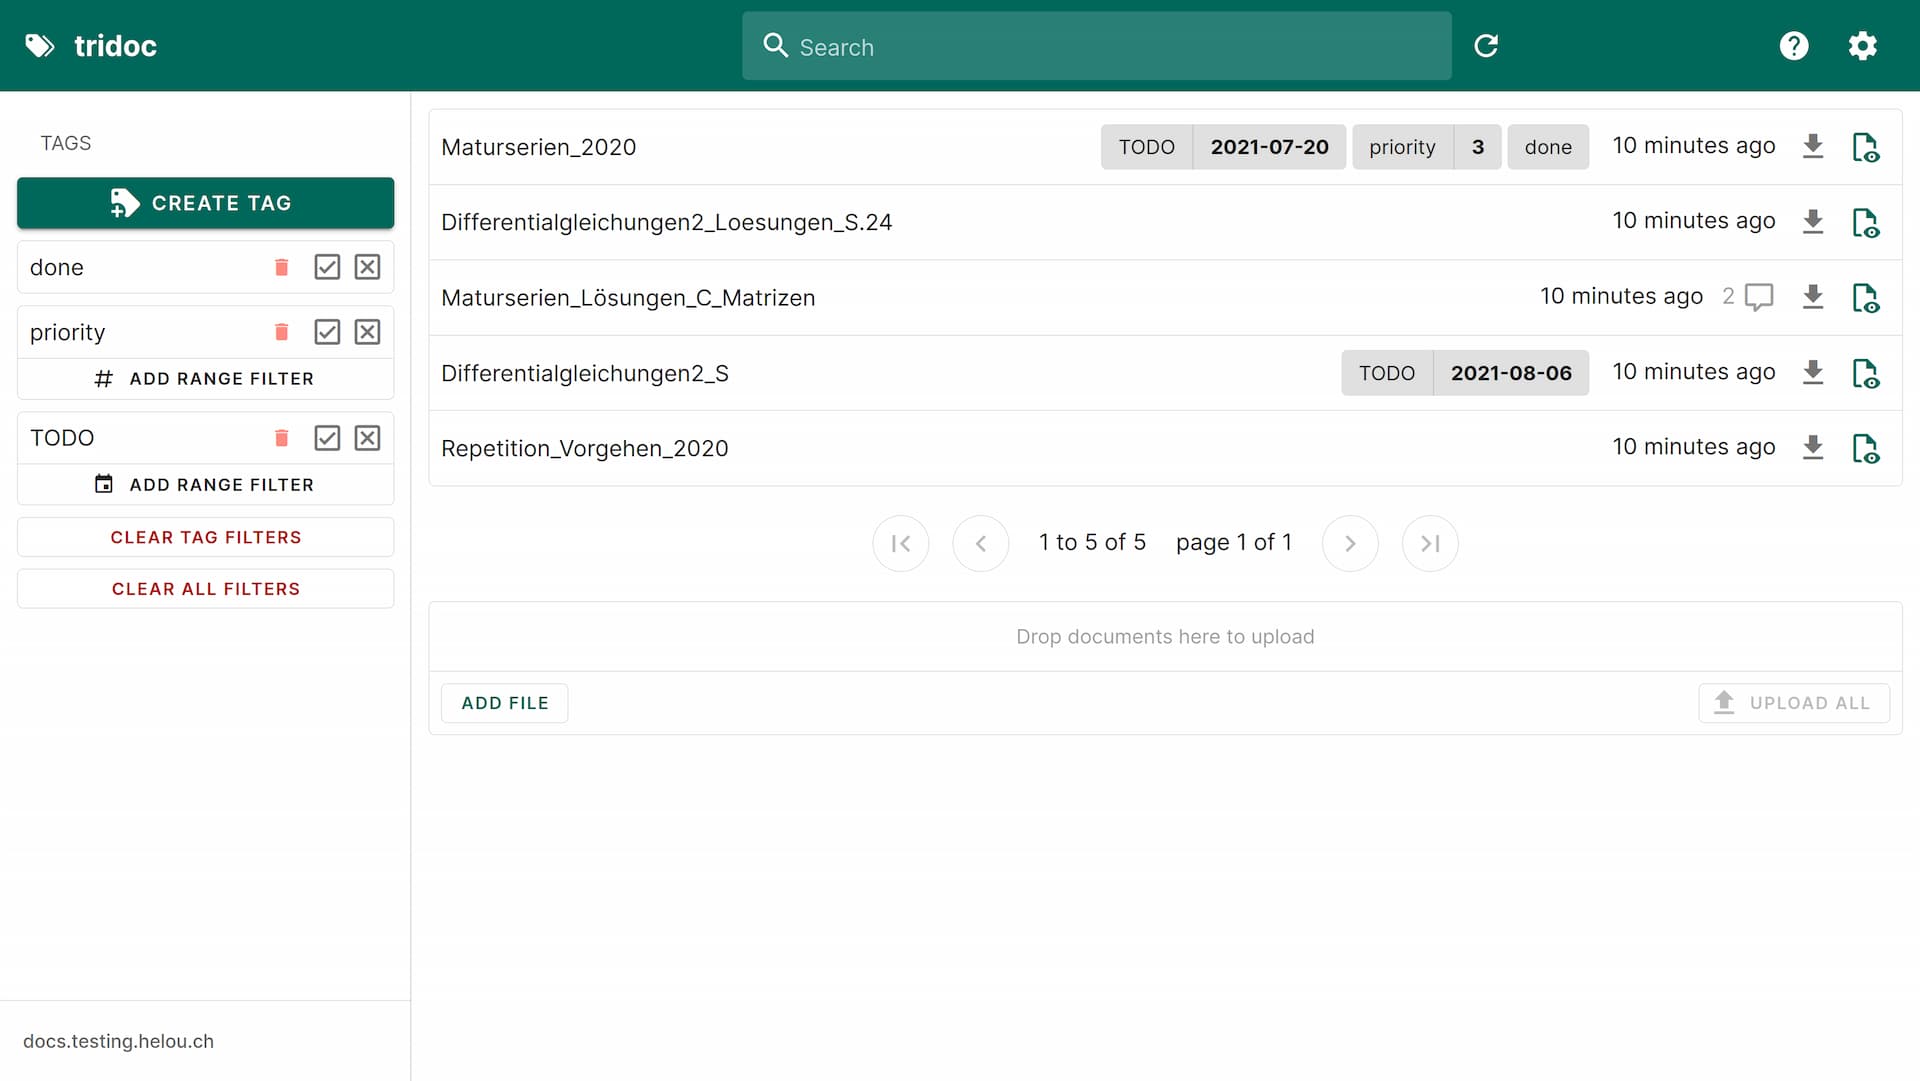 tridoc
Search
TAGS
CREATE TAG
done
priority
ADD RANGE FILTER
TODO
ADD RANGE FILTER
CLEAR TAG FILTERS
CLEAR ALL FILTERS
docs.testing.helou.ch
Maturserien_2020 TODO 2021-07-20 priority 3 done 10 minutes ago
Differentialgleichungen2_Loesungen_S.24 10 minutes ago
Maturserien_Lösungen_C_Matrizen 10 minutes ago 2
Differentialgleichungen2_S TODO 2021-08-06 10 minutes ago
Repetition_Vorgehen_2020 10 minutes ago
1 to 5 of 5 page 1 of 1
Drop documents here to upload
ADD FILE UPLOAD ALL